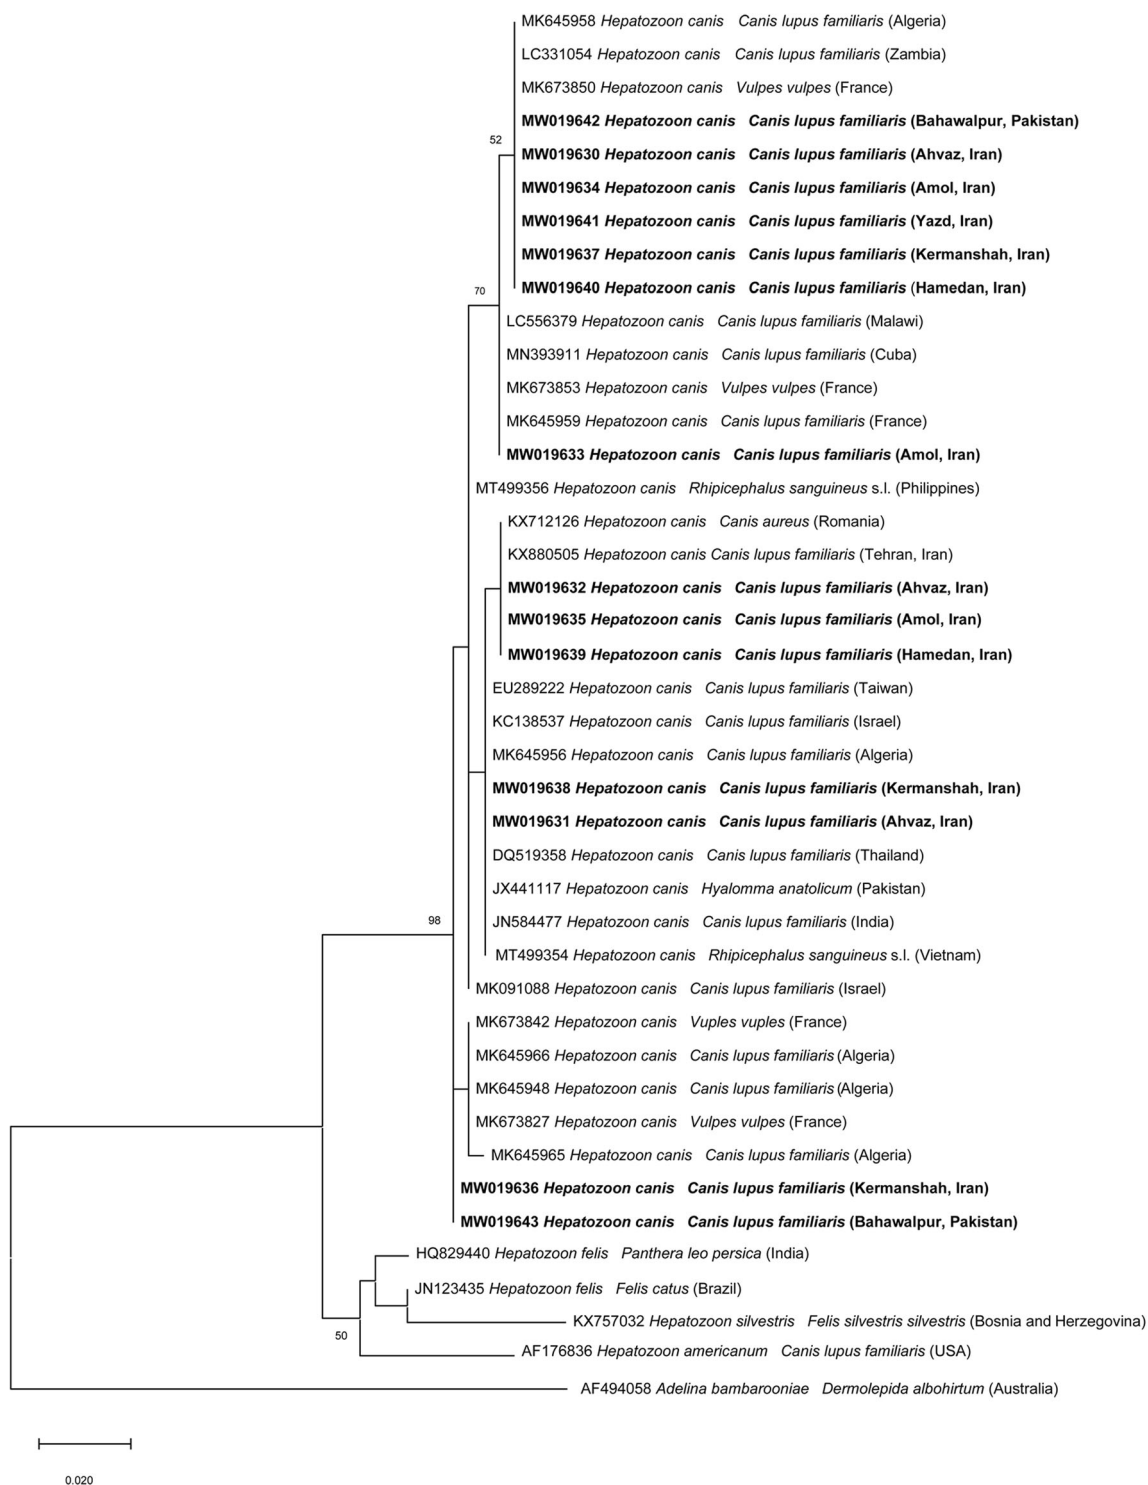 MK645958 Hepatozoon canis Canis lupus familiaris (Algeria)
LC331054 Hepatozoon canis Canis lupus familiaris (Zambia)
MK673850 Hepatozoon canis Vulpes vulpes (France)
MW019642 Hepatozoon canis Canis lupus familiaris (Bahawalpur, Pakistan)
52
MW019630 Hepatozoon canis Canis lupus familiaris (Ahvaz, Iran)
MW019634 Hepatozoon canis Canis lupus familiaris (Amol, Iran)
MW019641 Hepatozoon canis Canis lupus familiaris (Yazd, Iran)
MW019637 Hepatozoon canis Canis lupus familiaris (Kermanshah, Iran)
70
MW019640 Hepatozoon canis Canis lupus familiaris (Hamedan, Iran)
LC556379 Hepatozoon canis Canis lupus familiaris (Malawi)
MN393911 Hepatozoon canis Canis lupus familiaris (Cuba)
MK673853 Hepatozoon canis Vulpes vulpes (France)
MK645959 Hepatozoon canis Canis lupus familiaris (France)
MW019633 Hepatozoon canis Canis lupus familiaris (Amol, Iran)
MT499356 Hepatozoon canis Rhipicephalus sanguineus s.l. (Philippines)
KX712126 Hepatozoon canis Canis aureus (Romania)
KX880505 Hepatozoon canis Canis lupus familiaris (Tehran, Iran)
MW019632 Hepatozoon canis Canis lupus familiaris (Ahvaz, Iran)
MW019635 Hepatozoon canis Canis lupus familiaris (Amol, Iran)
MW019639 Hepatozoon canis Canis lupus familiaris (Hamedan, Iran)
EU289222 Hepatozoon canis Canis lupus familiaris (Taiwan)
KC138537 Hepatozoon canis Canis lupus familiaris (Israel)
MK645956 Hepatozoon canis Canis lupus familiaris (Algeria)
MW019638 Hepatozoon canis Canis lupus familiaris (Kermanshah, Iran)
MW019631 Hepatozoon canis Canis lupus familiaris (Ahvaz, Iran)
DQ519358 Hepatozoon canis Canis lupus familiaris (Thailand)
JX441117 Hepatozoon canis Hyalomma anatolicum (Pakistan)
98
JN584477 Hepatozoon canis Canis lupus familiaris (India)
MT499354 Hepatozoon canis Rhipicephalus sanguineus s.l. (Vietnam)
MK091088 Hepatozoon canis Canis lupus familiaris (Israel)
MK673842 Hepatozoon canis Vuples vuples (France)
MK645966 Hepatozoon canis Canis lupus familiaris (Algeria)
MK645948 Hepatozoon canis Canis lupus familiaris (Algeria)
MK673827 Hepatozoon canis Vulpes vulpes (France)
MK645965 Hepatozoon canis Canis lupus familiaris (Algeria)
MW019636 Hepatozoon canis Canis lupus familiaris (Kermanshah, Iran)
MW019643 Hepatozoon canis Canis lupus familiaris (Bahawalpur, Pakistan)
HQ829440 Hepatozoon felis Panthera leo persica (India)
JN123435 Hepatozoon felis Felis catus (Brazil)
KX757032 Hepatozoon silvestris Felis silvestris silvestris (Bosnia and Herzegovina)
50
AF176836 Hepatozoon americanum Canis lupus familiaris (USA)
AF494058 Adelina bambarooniae Dermolepida albohirtum (Australia)
0.020